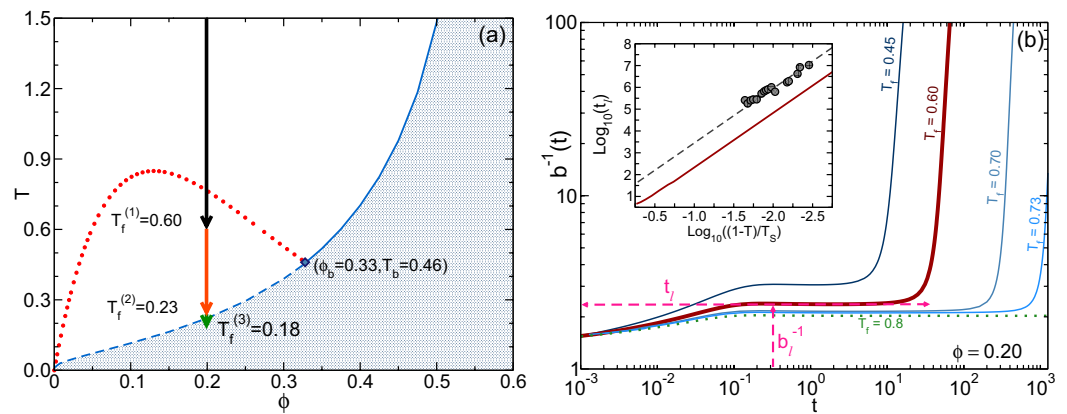 (a)
1.5
1.2
0.9
0.6
0.3
0.0
T
T_f^(1)=0.60
T_f^(2)=0.23
T_f^(3)=0.18
(ϕ_b=0.33,T_b=0.46)
0 0.1 0.2 0.3 0.4 0.5 0.6
ϕ
(b)
100
10
1
b^-1(t)
8
7
6
5
4
3
2
1
Log_10(t_l)
-0.5 -1.0 -1.5 -2.0 -2.5
Log_10((1-T)/T_S)
T_f = 0.45
T_f = 0.60
T_f = 0.70
T_f = 0.73
T_f = 0.8
t_l
b_l^-1
ϕ = 0.20
10^-3 10^-2 10^-1 10^0 10^1 10^2 10^3
t